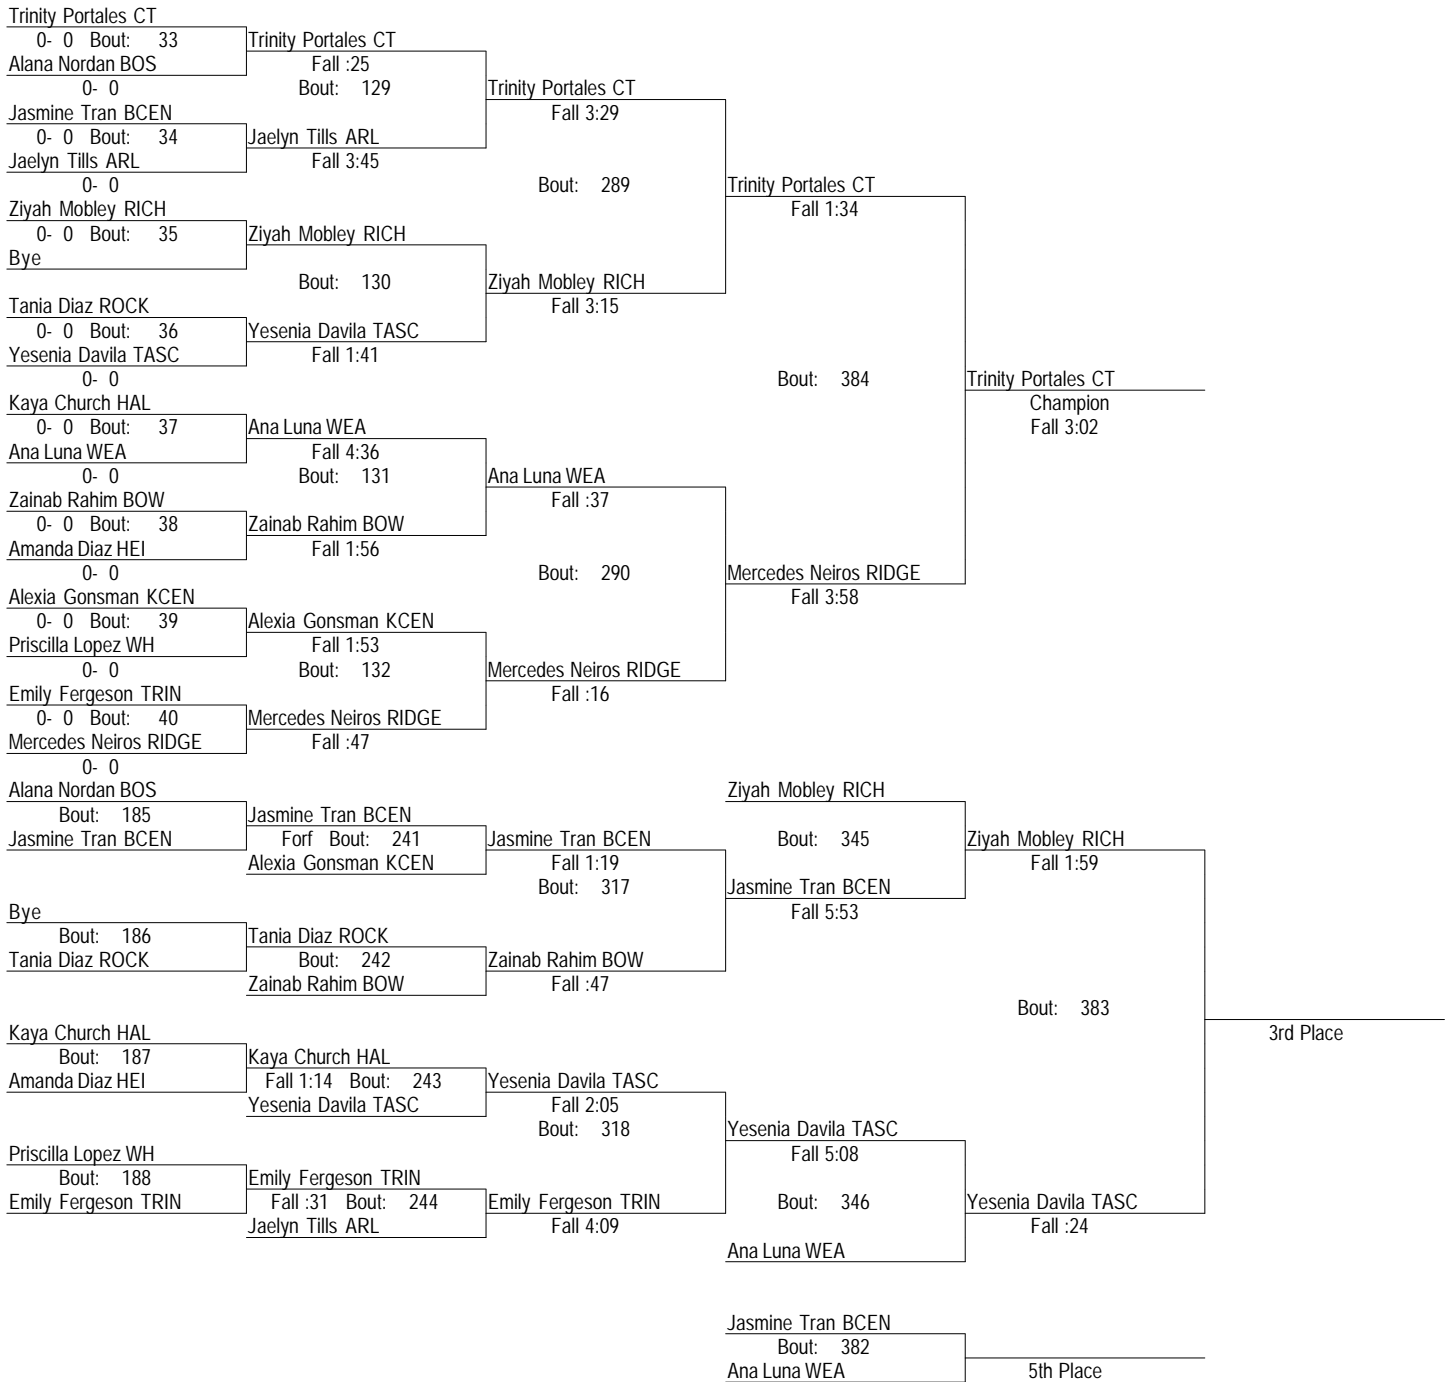 Trinity Portales CT
0- 0 Bout: 33 Trinity Portales CT
Alana Nordan BOS Fall :25
0- 0 Bout: 129 Trinity Portales CT
Jasmine Tran BCEN Fall 3:29
0- 0 Bout: 34 Jaelyn Tills ARL
Jaelyn Tills ARL Fall 3:45
0- 0 Bout: 289 Trinity Portales CT
Ziyah Mobley RICH Fall 1:34
0- 0 Bout: 35 Ziyah Mobley RICH
Bye
Bout: 130 Ziyah Mobley RICH
Tania Diaz ROCK Fall 3:15
0- 0 Bout: 36 Yesenia Davila TASC
Yesenia Davila TASC Fall 1:41
0- 0 Bout: 384 Trinity Portales CT
Kaya Church HAL Champion
0- 0 Bout: 37 Ana Luna WEA Fall 3:02
Ana Luna WEA Fall 4:36
0- 0 Bout: 131 Ana Luna WEA
Zainab Rahim BOW Fall :37
0- 0 Bout: 38 Zainab Rahim BOW
Amanda Diaz HEI Fall 1:56
0- 0 Bout: 290 Mercedes Neiros RIDGE
Alexia Gonsman KCEN Fall 3:58
0- 0 Bout: 39 Alexia Gonsman KCEN
Priscilla Lopez WH Fall 1:53
0- 0 Bout: 132 Mercedes Neiros RIDGE
Emily Fergeson TRIN Fall :16
0- 0 Bout: 40 Mercedes Neiros RIDGE
Mercedes Neiros RIDGE Fall :47
0- 0
Alana Nordan BOS Ziyah Mobley RICH
Bout: 185 Jasmine Tran BCEN
Jasmine Tran BCEN Forf Bout: 241 Jasmine Tran BCEN Bout: 345 Ziyah Mobley RICH
Alexia Gonsman KCEN Fall 1:19 Fall 1:59
Bout: 317 Jasmine Tran BCEN
Bye Fall 5:53
Bout: 186 Tania Diaz ROCK
Tania Diaz ROCK Bout: 242 Zainab Rahim BOW
Zainab Rahim BOW Fall :47
Bout: 383
Kaya Church HAL 3rd Place
Bout: 187 Kaya Church HAL
Amanda Diaz HEI Fall 1:14 Bout: 243 Yesenia Davila TASC
Yesenia Davila TASC Fall 2:05
Bout: 318 Yesenia Davila TASC
Priscilla Lopez WH Fall 5:08
Bout: 188 Emily Fergeson TRIN
Emily Fergeson TRIN Fall :31 Bout: 244 Emily Fergeson TRIN Bout: 346 Yesenia Davila TASC
Jaelyn Tills ARL Fall 4:09 Fall :24
Ana Luna WEA
Jasmine Tran BCEN
Bout: 382
Ana Luna WEA 5th Place